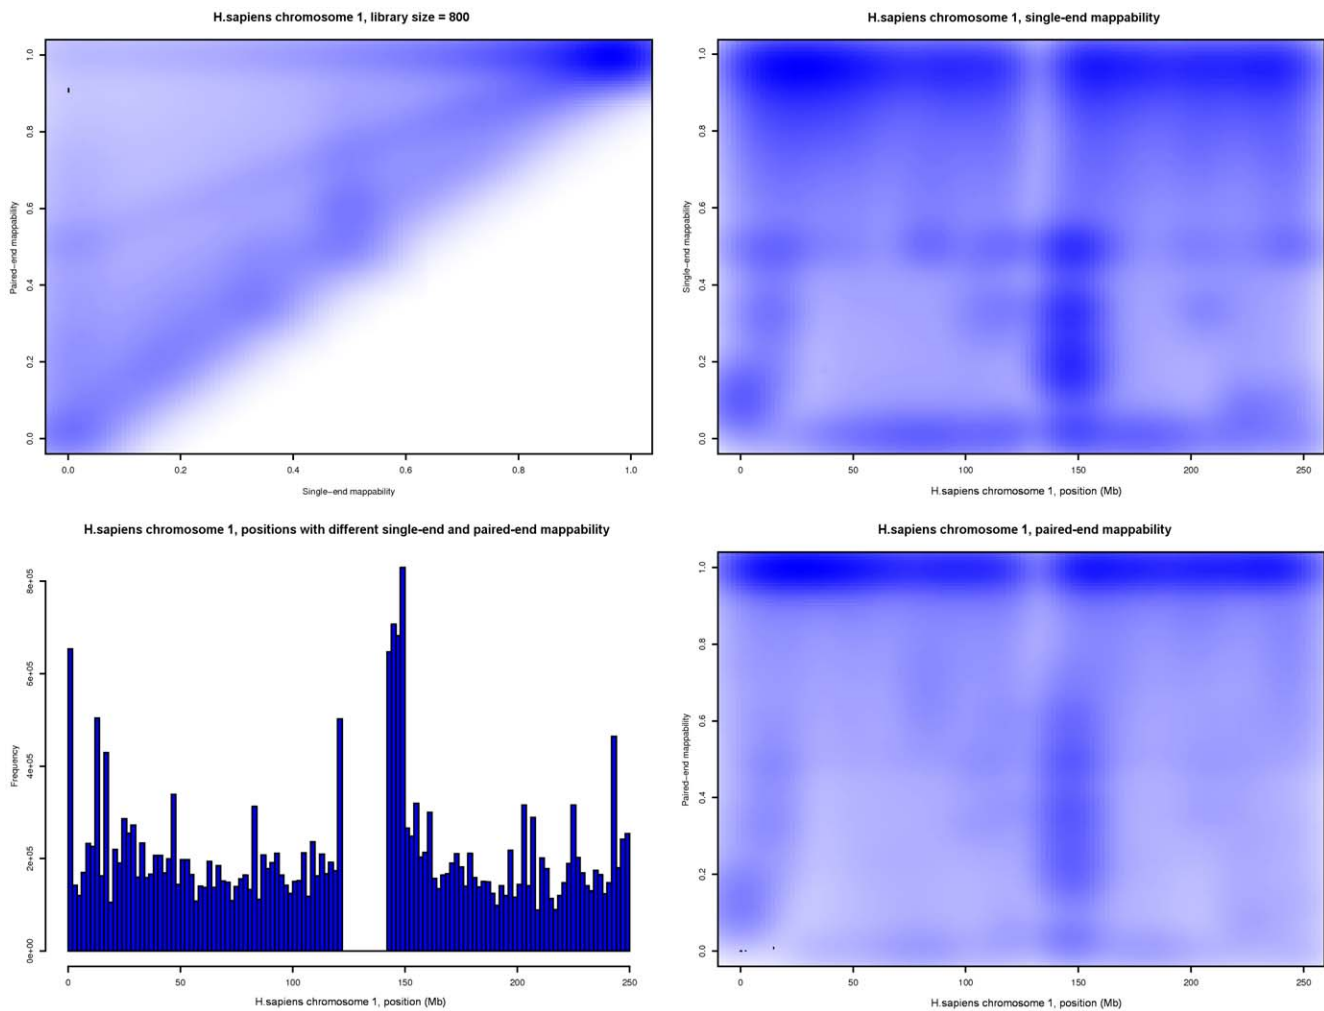 H.sapiens chromosome 1, library size = 800
1.0
0.8
0.6
0.4
0.2
0.0
Paired−end mappability
0.0 0.2 0.4 0.6 0.8 1.0
Single−end mappability
H.sapiens chromosome 1, single-end mappability
1.0
0.8
0.6
0.4
0.2
0.0
Single−end mappability
0 50 100 150 200 250
H.sapiens chromosome 1, position (Mb)
H.sapiens chromosome 1, positions with different single-end and paired-end mappability
8e+05
6e+05
4e+05
2e+05
0e+00
Frequency
0 50 100 150 200 250
H.sapiens chromosome 1, position (Mb)
H.sapiens chromosome 1, paired-end mappability
1.0
0.8
0.6
0.4
0.2
0.0
Paired−end mappability
0 50 100 150 200 250
H.sapiens chromosome 1, position (Mb)